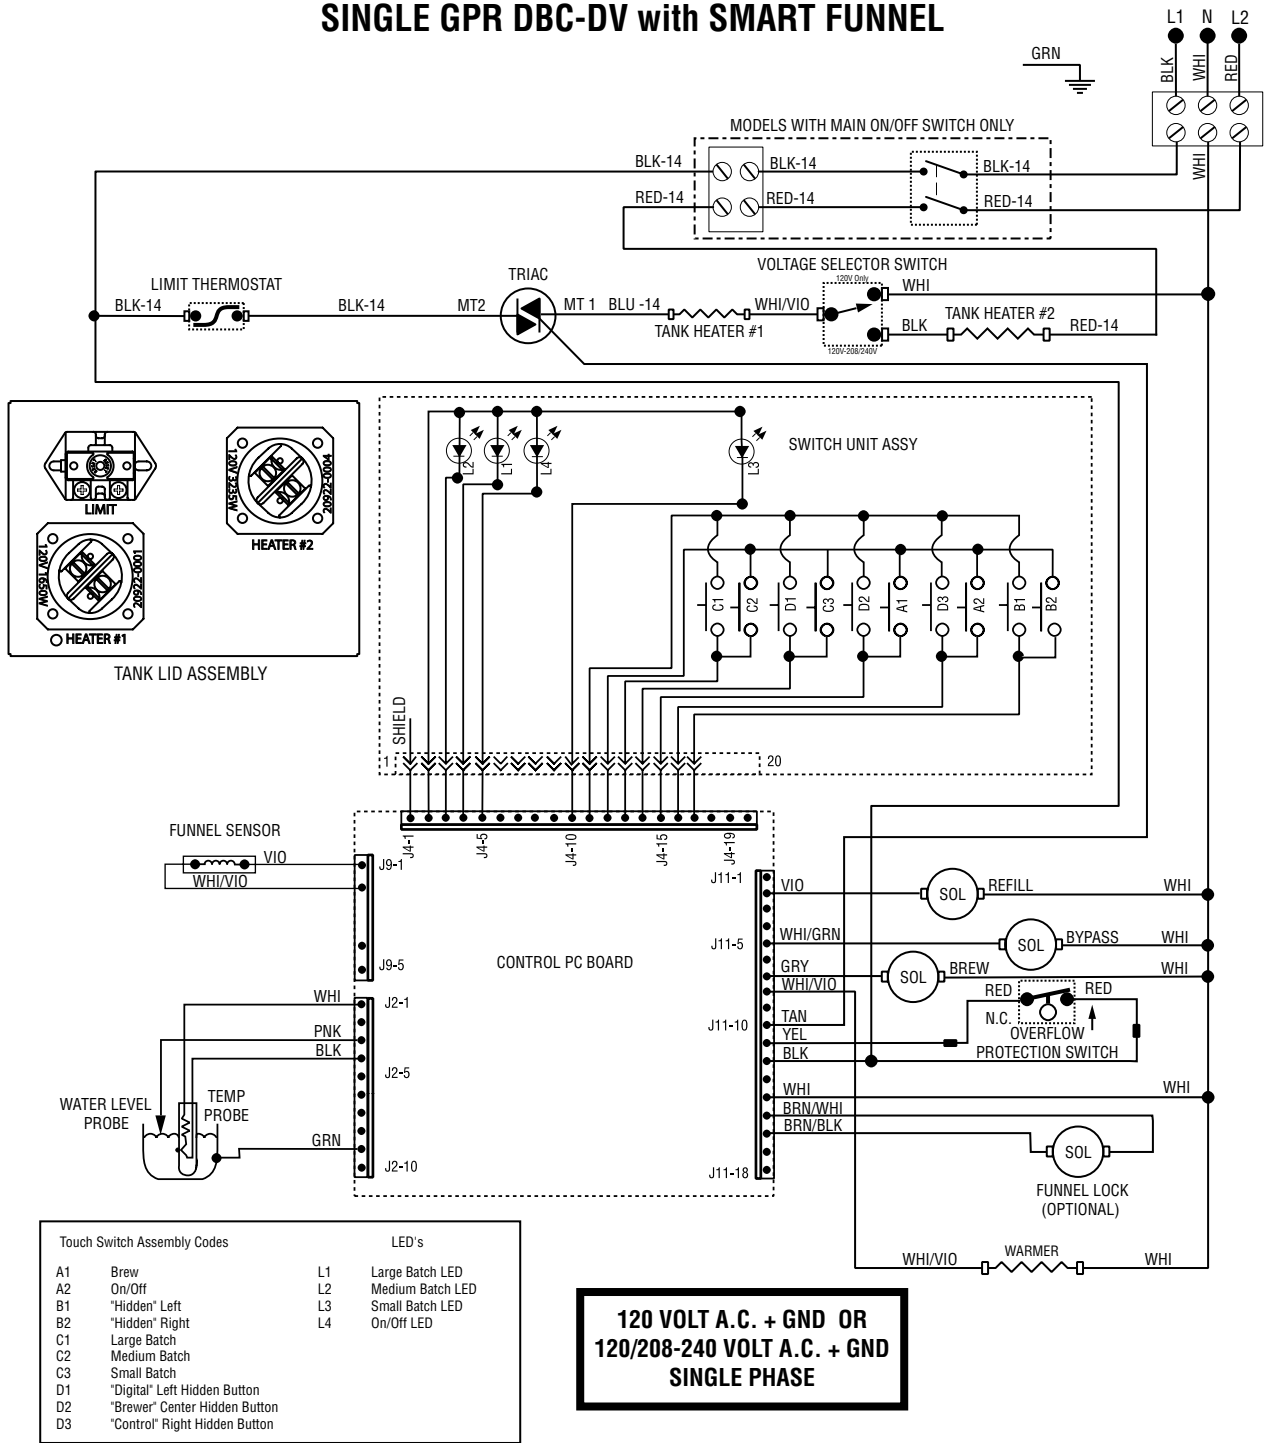 SINGLE GPR DBC-DV with SMART FUNNEL
L1 N L2
GRN
BLK WHI RED
MODELS WITH MAIN ON/OFF SWITCH ONLY
BLK-14 BLK-14 BLK-14
WHI
RED-14 RED-14 RED-14
LIMIT THERMOSTAT
TRIAC
VOLTAGE SELECTOR SWITCH
120V Only
WHI
BLK-14 BLK-14 MT2 MT 1 BLU -14 WHI/VIO
TANK HEATER #1
TANK HEATER #2
BLK RED-14
120V-208/240V
SWITCH UNIT ASSY
L2 L1 L4 L3
LIMIT
120V 3235W
20922-0004
HEATER #2
120V 1650W
20922-0001
HEATER #1
TANK LID ASSEMBLY
C1 C2 D1 C3 D2 A1 D3 A2 B1 B2
SHIELD
1 20
J4-1 J4-5 J4-10 J4-15 J4-19
FUNNEL SENSOR
VIO
WHI/VIO
J9-1
J9-5
CONTROL PC BOARD
J11-1
VIO SOL REFILL WHI
J11-5
WHI/GRN SOL BYPASS WHI
GRY SOL BREW WHI
WHI/VIO
RED RED
N.C.
OVERFLOW
PROTECTION SWITCH
J11-10
TAN
YEL
BLK
WHI WHI
BRN/WHI
BRN/BLK
SOL
J11-18
FUNNEL LOCK
(OPTIONAL)
WHI J2-1
PNK
BLK
J2-5
WATER LEVEL
PROBE
TEMP
PROBE
GRN
J2-10
WHI/VIO WARMER WHI
Touch Switch Assembly Codes LED's
A1 Brew L1 Large Batch LED
A2 On/Off L2 Medium Batch LED
B1 "Hidden" Left L3 Small Batch LED
B2 "Hidden" Right L4 On/Off LED
C1 Large Batch
C2 Medium Batch
C3 Small Batch
D1 "Digital" Left Hidden Button
D2 "Brewer" Center Hidden Button
D3 "Control" Right Hidden Button
120 VOLT A.C. + GND OR
120/208-240 VOLT A.C. + GND
SINGLE PHASE